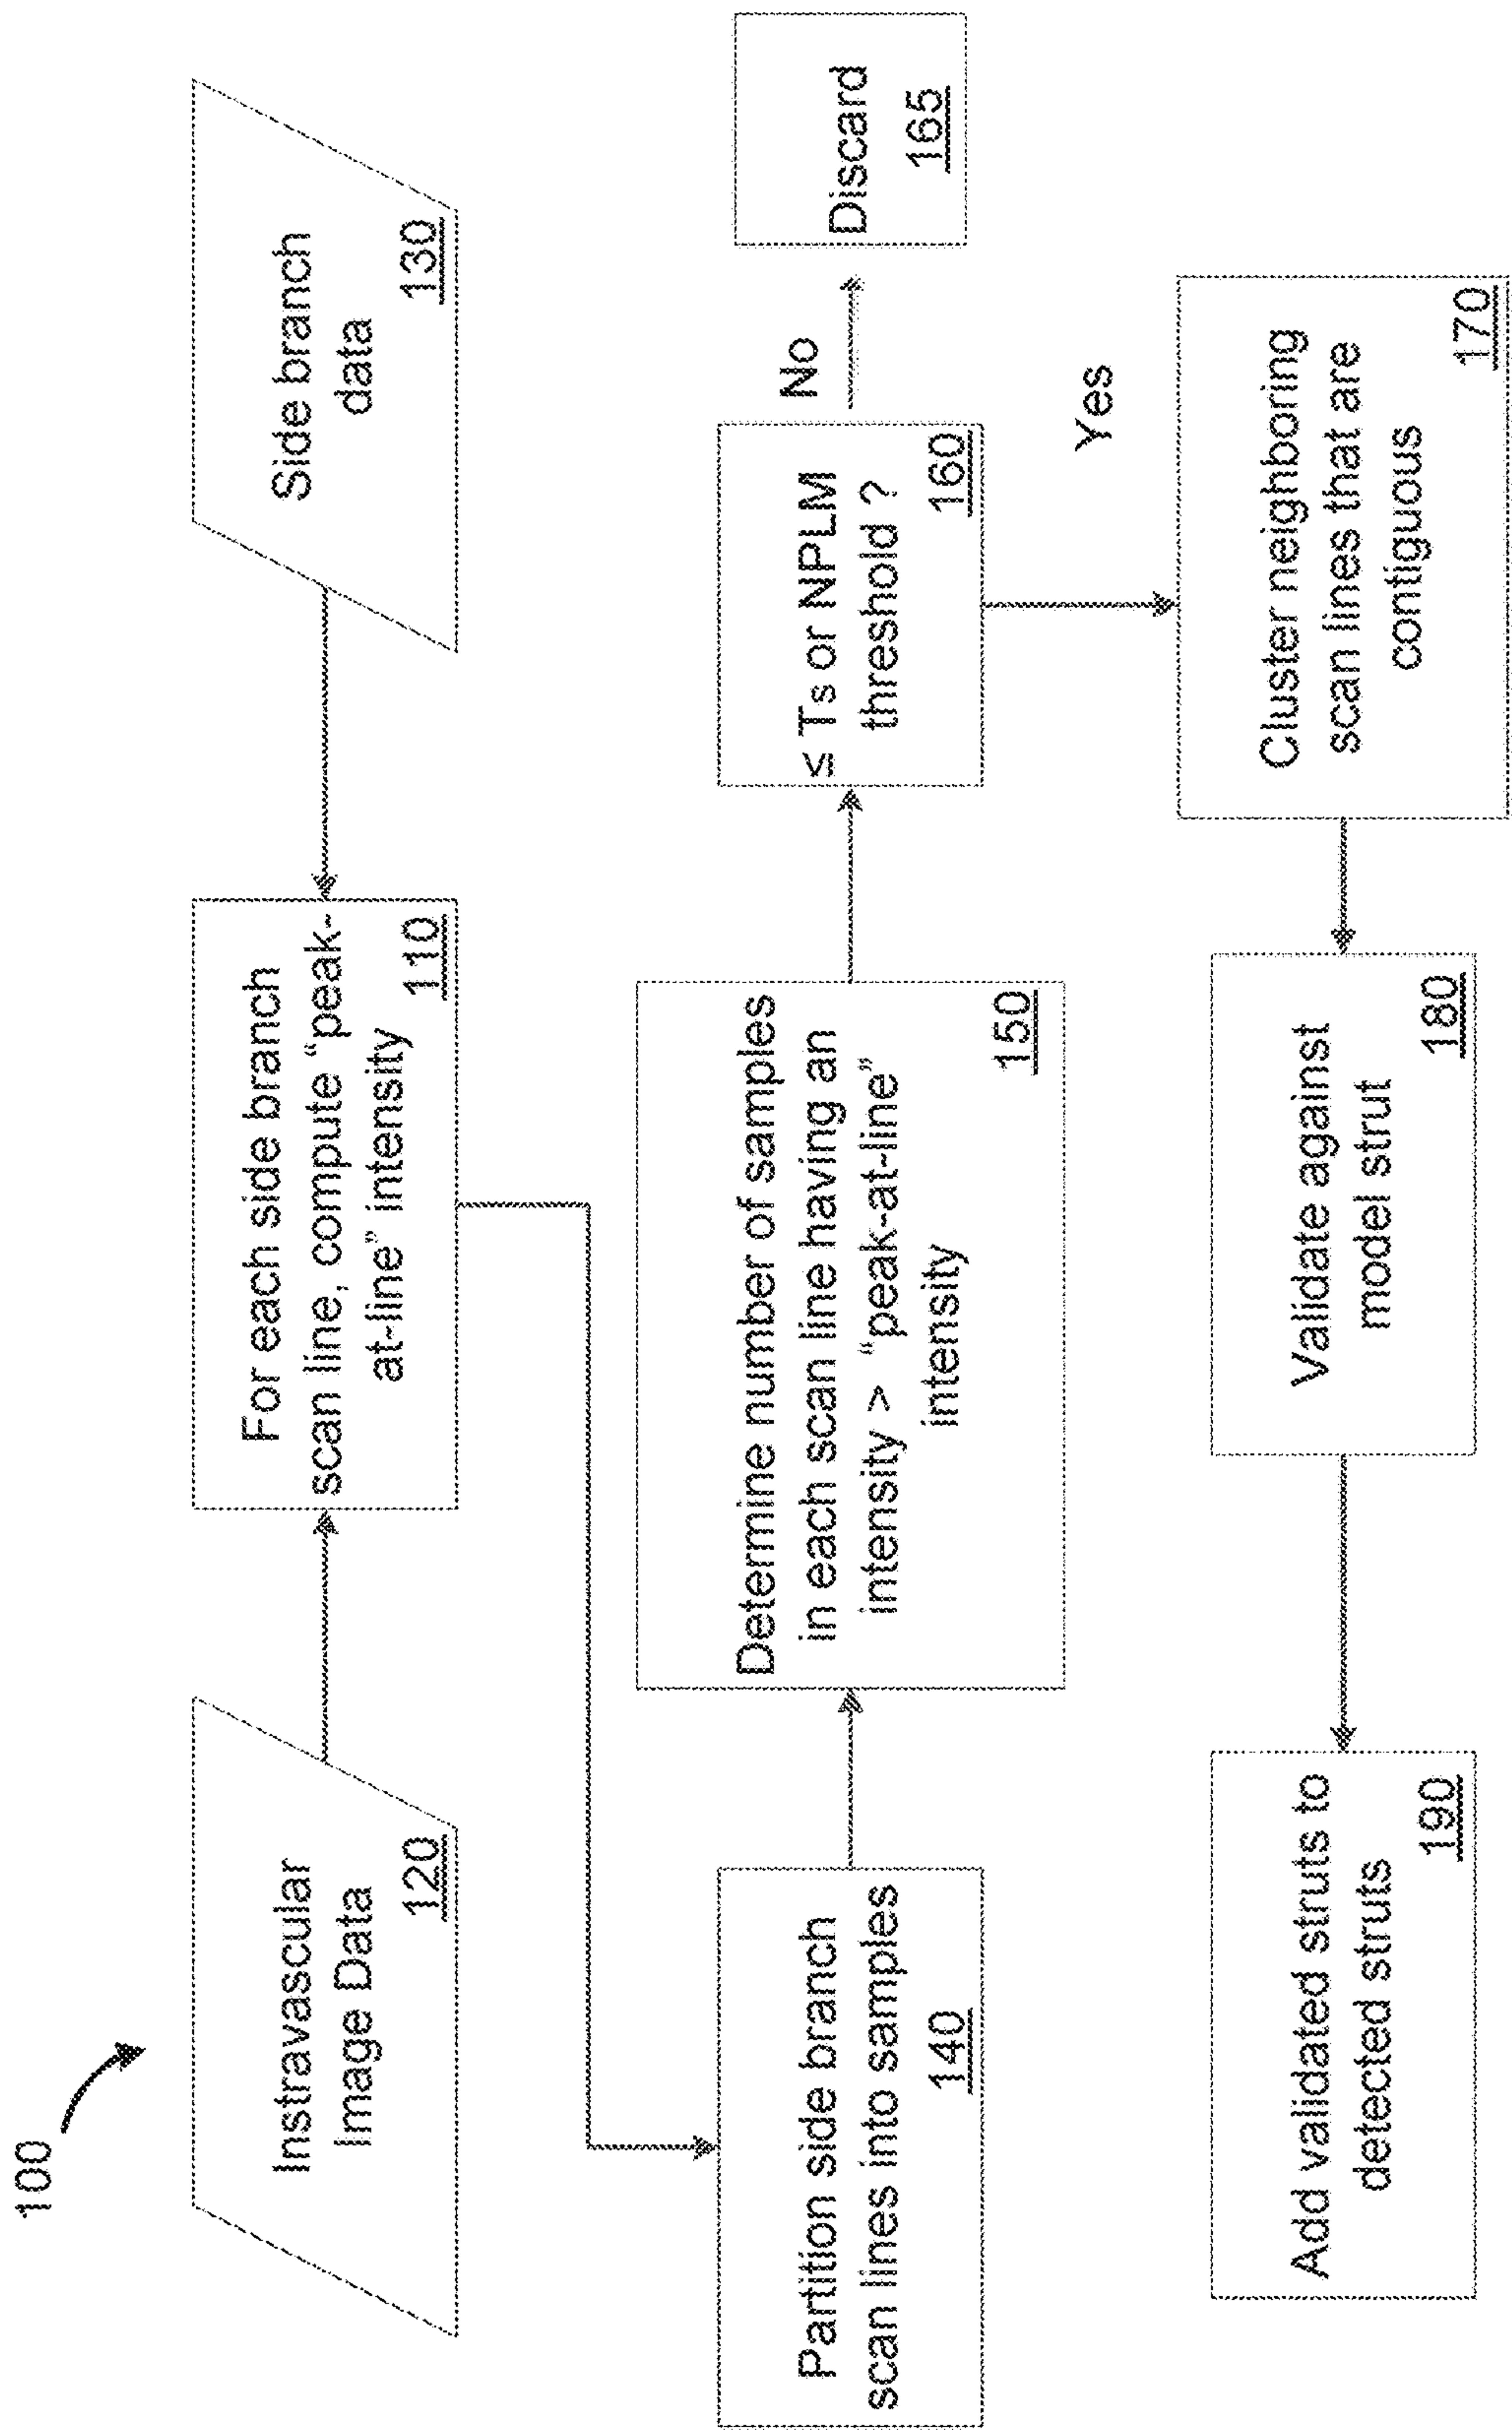 100
Instravascular
Image Data
120
For each side branch
scan line, compute “peak-
at-line” intensity
110
Side branch
data
130
Partition side branch
scan lines into samples
140
Determine number of samples
in each scan line having an
intensity > “peak-at-line”
intensity
150
≤ Ts or NPLM
threshold ?
160
No
Discard
165
Yes
Cluster neighboring
scan lines that are
contiguous
170
Validate against
model strut
180
Add validated struts to
detected struts
190